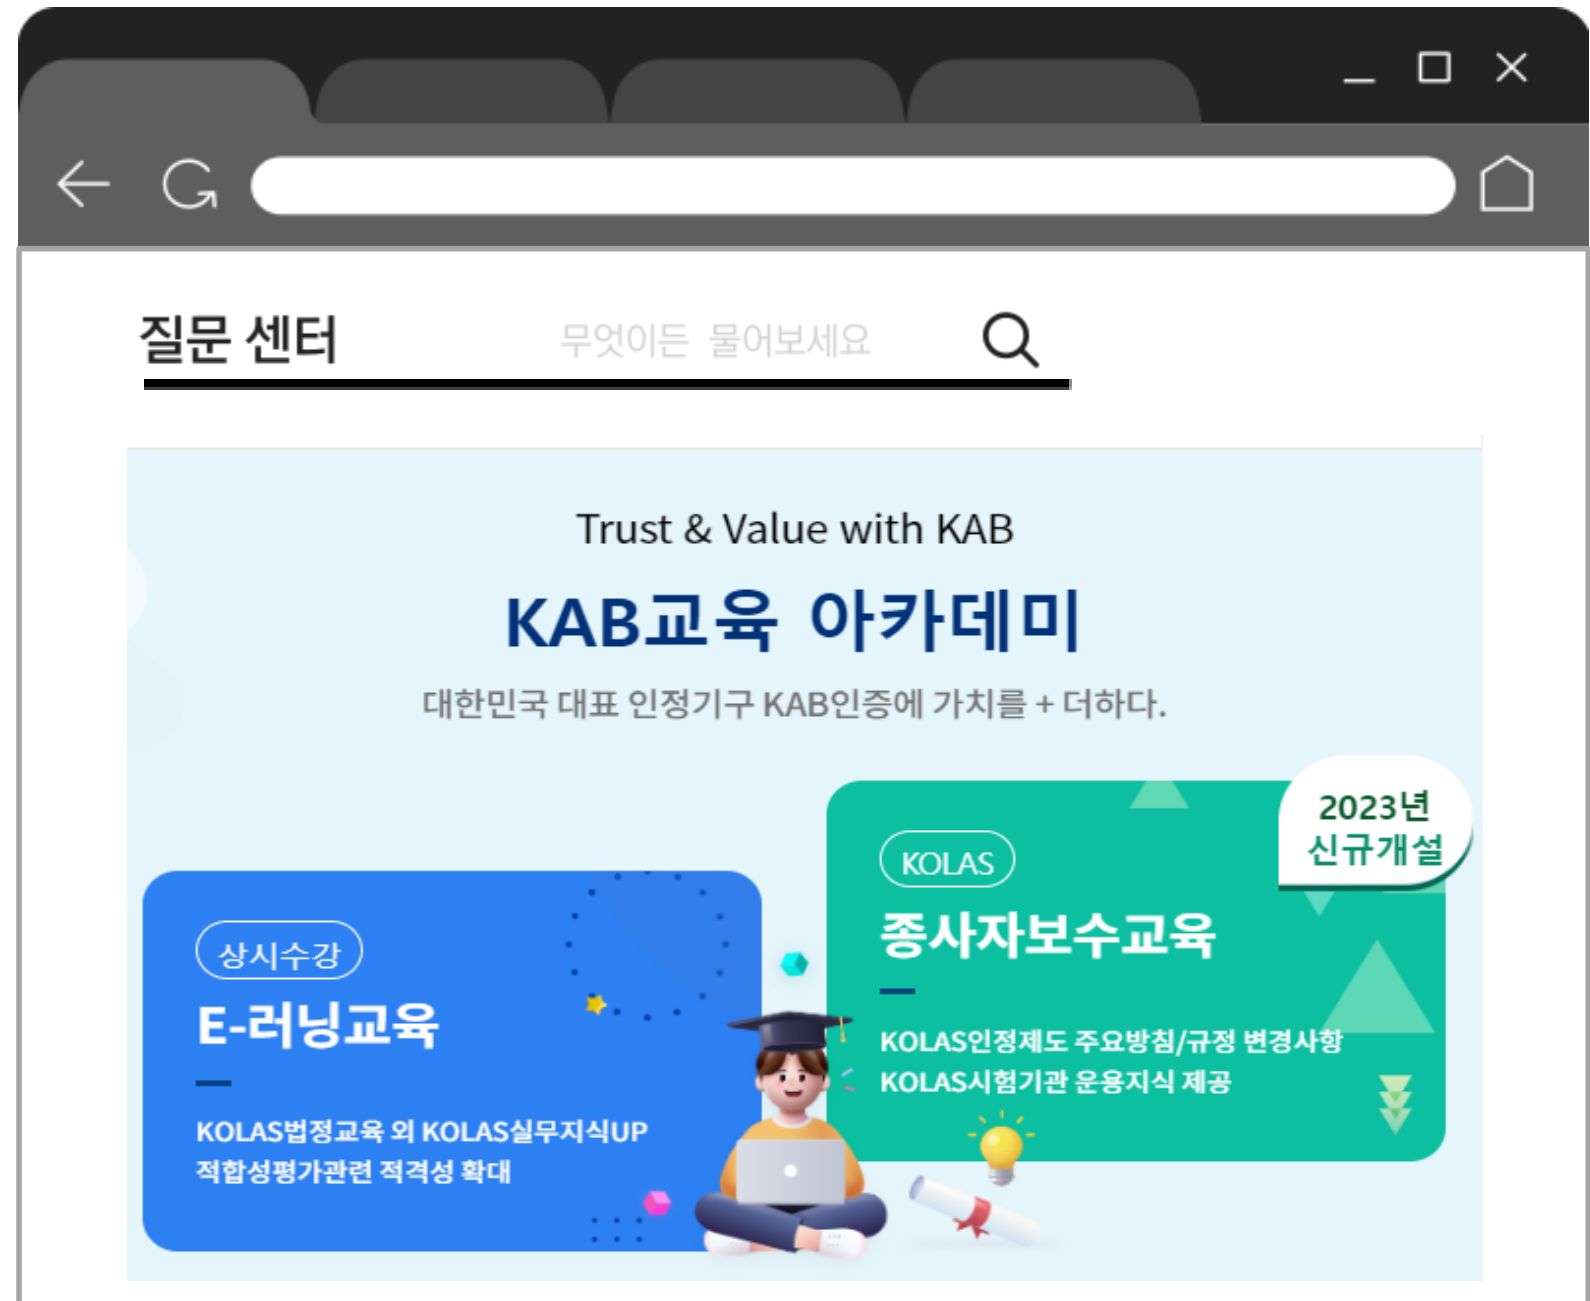 질문 센터 무엇이든 물어보세요
Trust & Value with KAB
KAB교육 아카데미
대한민국 대표 인정기구 KAB인증에 가치를 + 더하다.
상시수강
E-러닝교육
KOLAS법정교육 외 KOLAS실무지식UP
적합성평가관련 적격성 확대
2023년
신규개설
KOLAS
종사자보수교육
KOLAS인정제도 주요방침/규정 변경사항
KOLAS시험기관 운용지식 제공